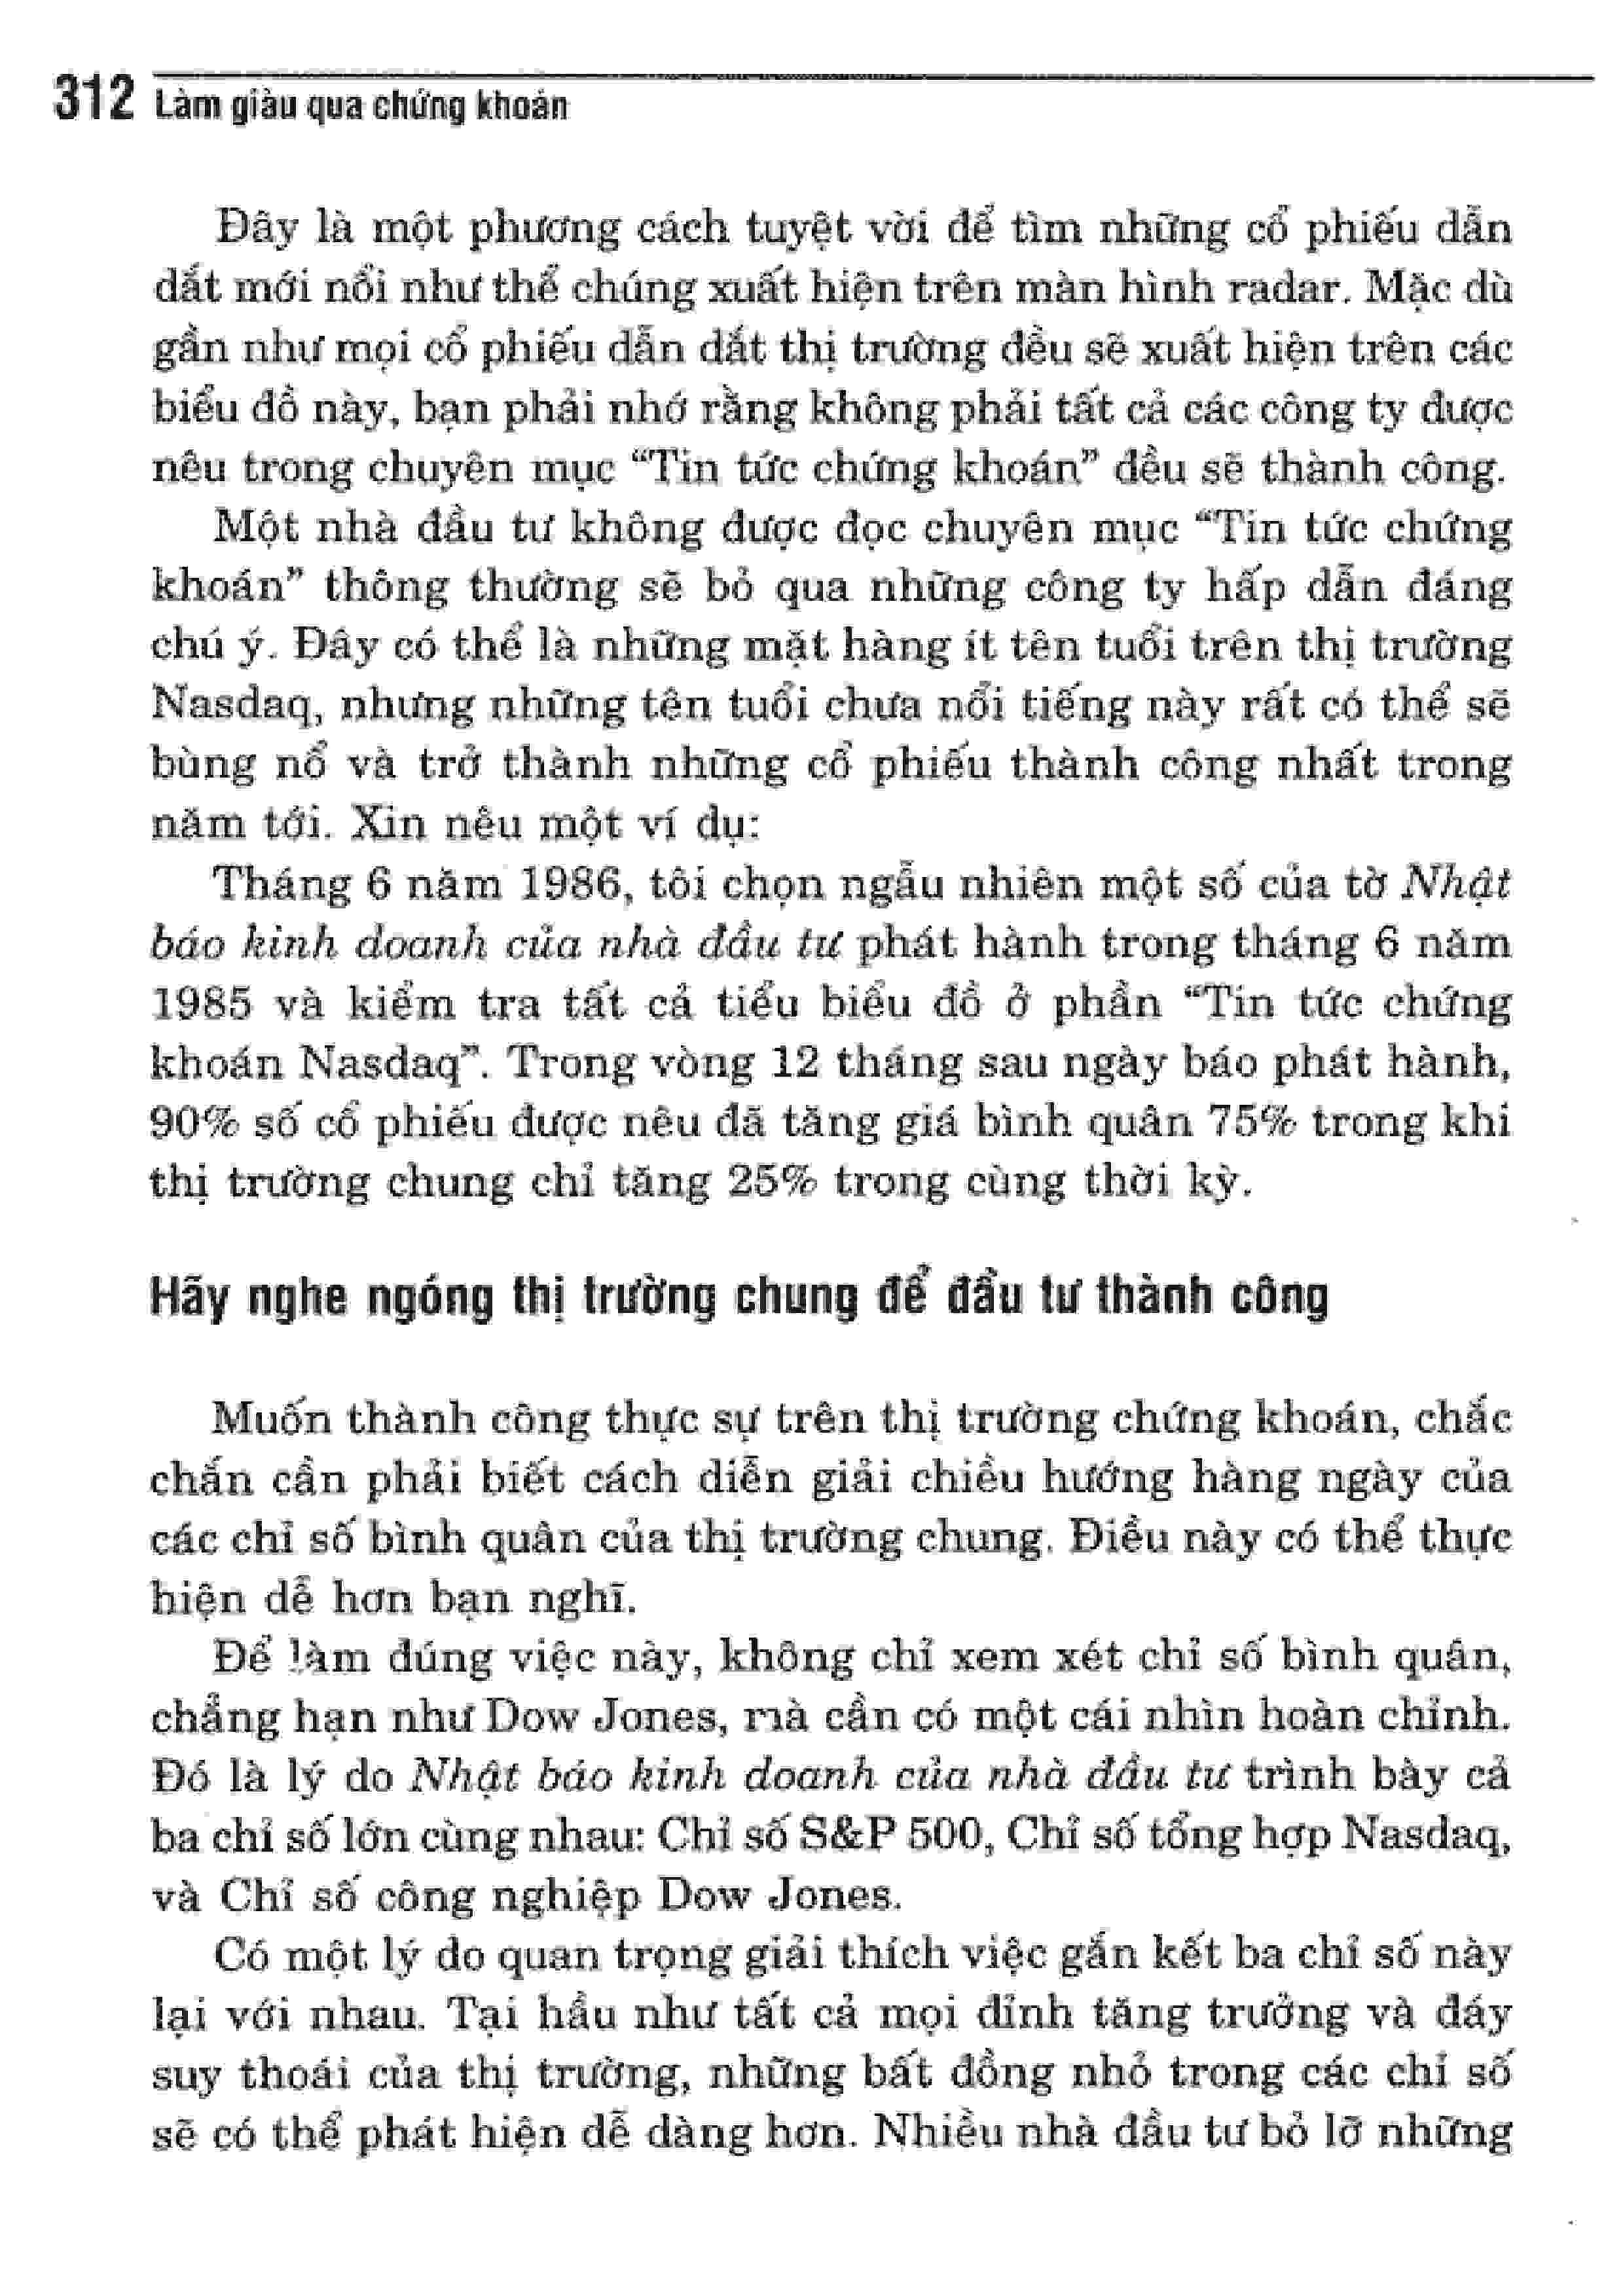 312 Làm giàu qua chứng khoán
Đây là một phương cách tuyệt vời để tìm những cổ phiếu dẫn
dắt mới nổi như thể chúng xuất hiện trên màn hình radar. Mặc dù
gần như mọi cổ phiếu dẫn dắt thị trường đều sẽ xuất hiện trên các
biểu đồ này, bạn phải nhớ rằng không phải tất cả các công ty được
nêu trong chuyên mục “Tin tức chứng khoán” đều sẽ thành công.
Một nhà đầu tư không được đọc chuyên mục “Tin tức chứng
khoán” thông thường sẽ bỏ qua những công ty hấp dẫn đáng
chú ý. Đây có thể là những mặt hàng ít tên tuổi trên thị trường
Nasdaq, nhưng những tên tuổi chưa nổi tiếng này rất có thể sẽ
bùng nổ và trở thành những cổ phiếu thành công nhất trong
năm tới. Xin nêu một ví dụ:
Tháng 6 năm 1986, tôi chọn ngẫu nhiên một số của tờ Nhật
báo kinh doanh của nhà đầu tư phát hành trong tháng 6 năm
1985 và kiểm tra tất cả tiểu biểu đồ ở phần “Tin tức chứng
khoán Nasdaq”. Trong vòng 12 tháng sau ngày báo phát hành,
90% số cổ phiếu được nêu đã tăng giá bình quân 75% trong khi
thị trường chung chỉ tăng 25% trong cùng thời kỳ.
Hãy nghe ngóng thị trường chung để đầu tư thành công
Muốn thành công thực sự trên thị trường chứng khoán, chắc
chắn cần phải biết cách diễn giải chiều hướng hàng ngày của
các chỉ số bình quân của thị trường chung. Điều này có thể thực
hiện dễ hơn bạn nghĩ.
Để làm đúng việc này, không chỉ xem xét chỉ số bình quân,
chẳng hạn như Dow Jones, mà cần có một cái nhìn hoàn chỉnh.
Đó là lý do Nhật báo kinh doanh của nhà đầu tư trình bày cả
ba chỉ số lớn cùng nhau: Chỉ số S&P 500, Chỉ số tổng hợp Nasdaq,
và Chỉ số công nghiệp Dow Jones.
Có một lý do quan trọng giải thích việc gắn kết ba chỉ số này
lại với nhau. Tại hầu như tất cả mọi đỉnh tăng trưởng và đáy
suy thoái của thị trường, những bất đồng nhỏ trong các chỉ số
sẽ có thể phát hiện dễ dàng hơn. Nhiều nhà đầu tư bỏ lỡ những